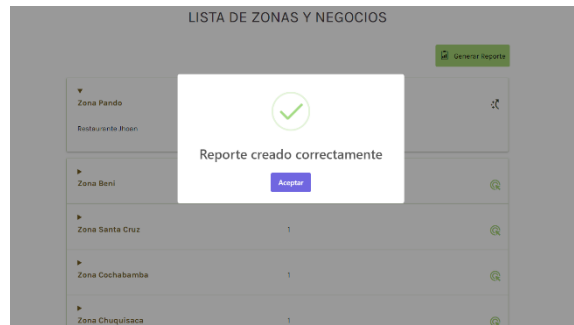 LISTA DE ZONAS Y NEGOCIOS
Generar Reporte
Zona Pando
Restaurante Jhoan
Reporte creado correctamente
Aceptar
Zona Beni
Zona Santa Cruz 1
Zona Cochabamba 1
Zona Chuquisaca 1